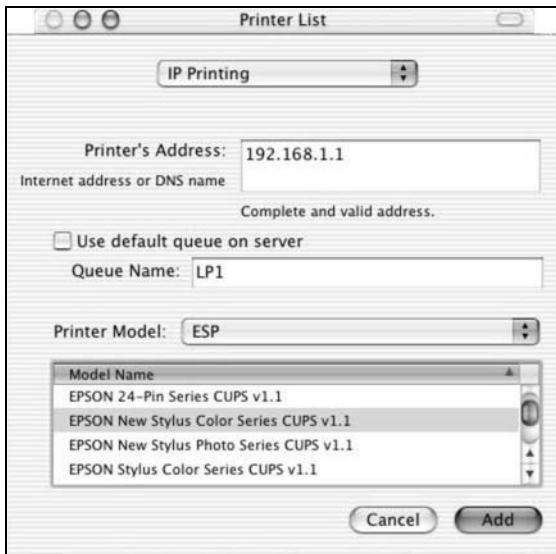 Printer List
IP Printing
Printer's Address: 192.168.1.1
Internet address or DNS name
Complete and valid address.
Use default queue on server
Queue Name: LP1
Printer Model: ESP
Model Name
EPSON 24-Pin Series CUPS v1.1
EPSON New Stylus Color Series CUPS v1.1
EPSON New Stylus Photo Series CUPS v1.1
EPSON Stylus Color Series CUPS v1.1
Cancel Add